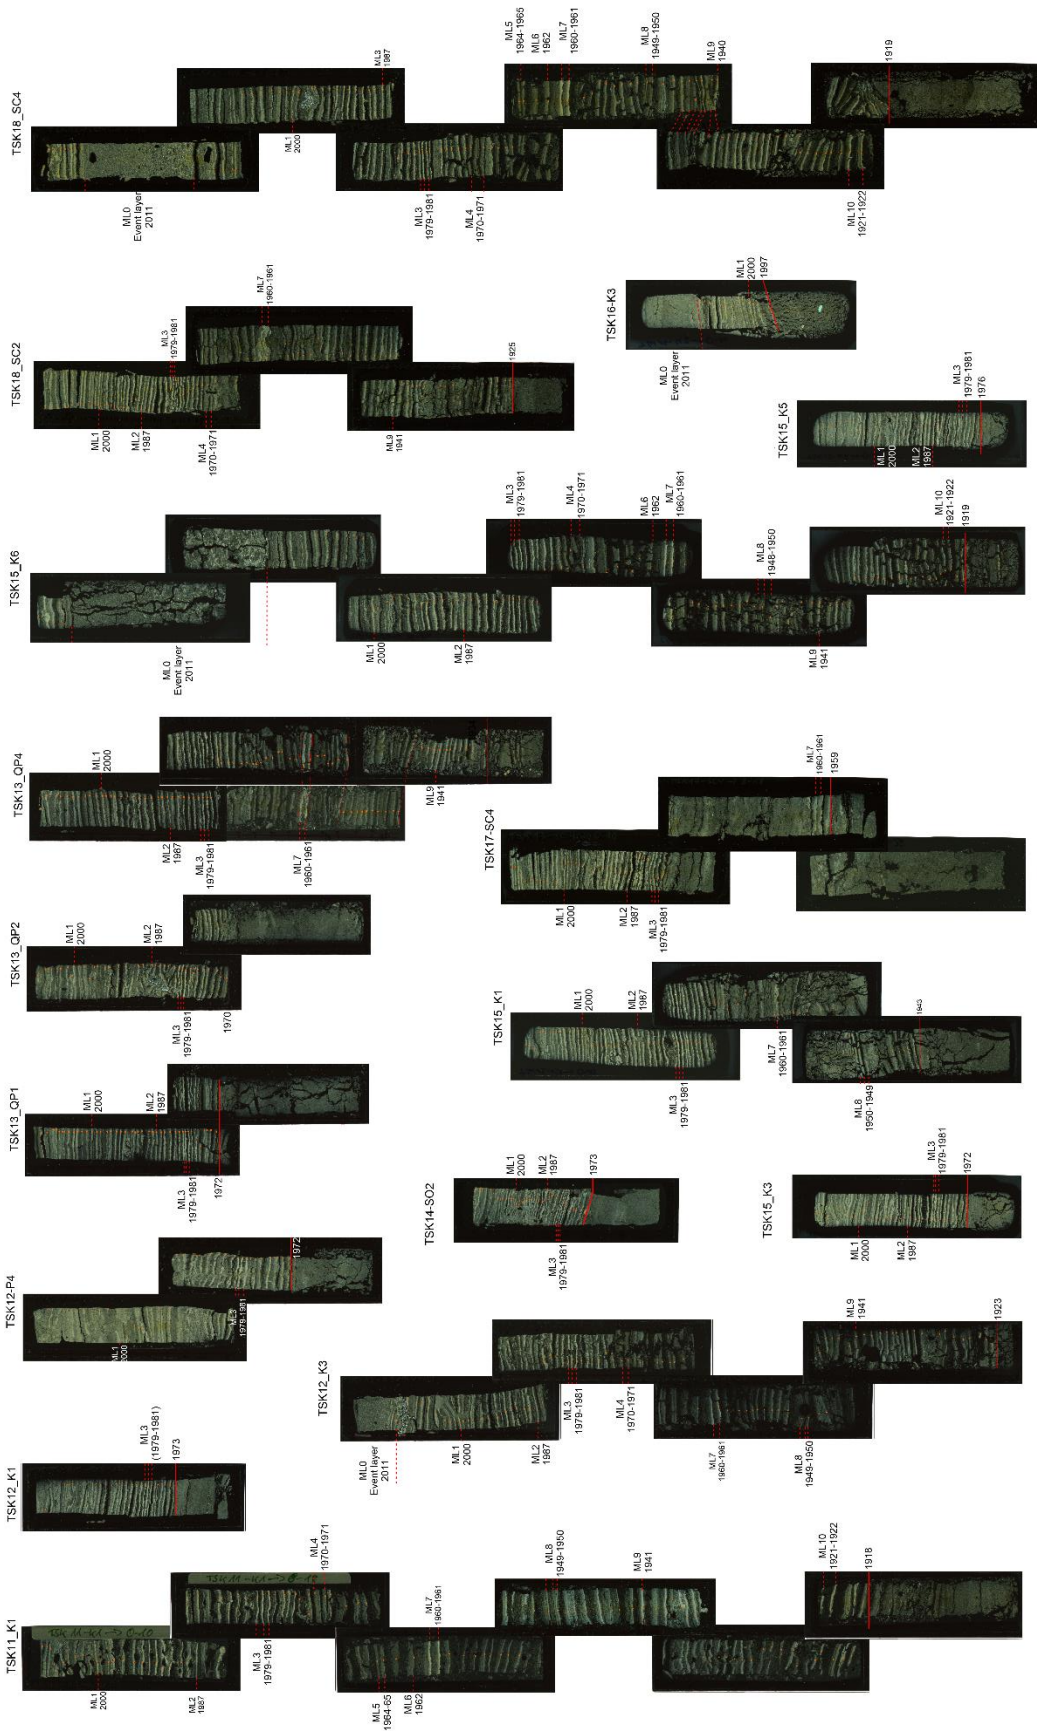 TSK11_K1
TSK 11-K1 → 0-10
ML1
2000
ML2
1987
ML3
1979-1981
ML4
1970-1971
ML5
1964-65
ML6
1962
ML7
1960-1961
ML8
1949-1950
ML9
1941
ML10
1921-1922
1918
TSK12_K1
ML3
(1979-1981)
1973
TSK12-P4
ML1
2000
ML3
1979-1981
1972
TSK13_QP1
ML1
2000
ML2
1987
ML3
1979-1981
1972
TSK13_QP2
ML1
2000
ML2
1987
ML3
1979-1981
1970
TSK13_QP4
ML1
2000
ML2
1987
ML3
1979-1981
ML7
1960-1961
ML9
1941
TSK15_K6
ML0
Event layer
2011
ML1
2000
ML2
1987
ML3
1979-1981
ML4
1970-1971
ML6
1962
ML7
1960-1961
ML8
1948-1950
ML9
1941
ML10
1921-1922
1919
TSK18_SC2
ML1
2000
ML2
1987
ML3
1979-1981
ML4
1970-1971
ML7
1960-1961
ML9
1941
1925
TSK18_SC4
ML0
Event layer
2011
ML1
2000
ML3
1987
ML3
1979-1981
ML4
1970-1971
ML5
1964-1965
ML6
1962
ML7
1960-1961
ML8
1949-1950
ML9
1940
ML10
1921-1922
1919
TSK12_K3
ML0
Event layer
2011
ML1
2000
ML2
1987
ML3
1979-1981
ML4
1970-1971
ML7
1960-1961
ML8
1949-1950
ML9
1941
1923
TSK14-SO2
ML1
2000
ML2
1987
ML3
1979-1981
1973
TSK15_K1
ML1
2000
ML2
1987
ML3
1979-1981
ML7
1960-1961
ML8
1950-1949
1943
TSK17-SC4
ML1
2000
ML2
1987
ML3
1979-1981
ML7
1960-1961
1959
TSK16-K3
ML0
Event layer
2011
ML1
2000
1997
TSK15_K3
ML1
2000
ML2
1987
ML3
1979-1981
1972
TSK15_K5
ML1
2000
ML2
1987
ML3
1979-1981
1976